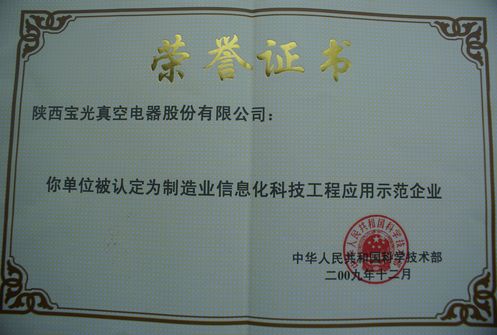 荣誉证书
陕西宝光真空电器股份有限公司：
你单位被认定为制造业信息化科技工程应用示范企业
中华人民共和国科学技术部
二00九年十二月